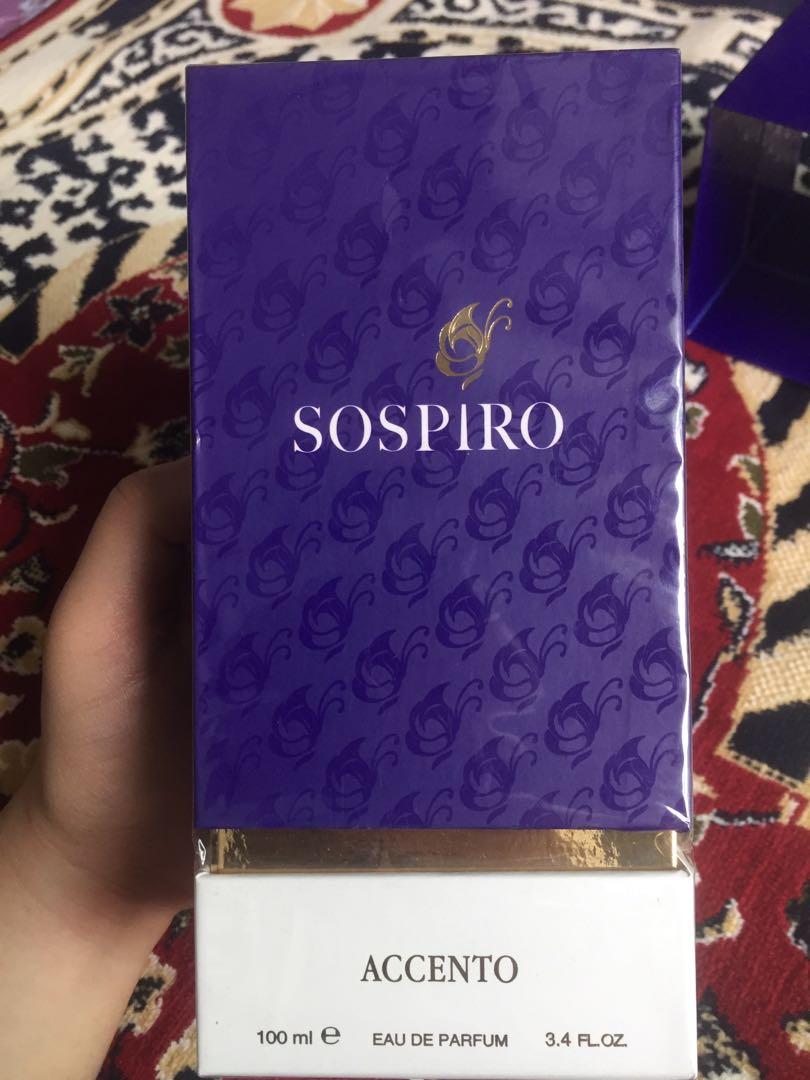 SOSPIRO
ACCENTO
100 ml ℮ EAU DE PARFUM 3.4 FL.OZ.